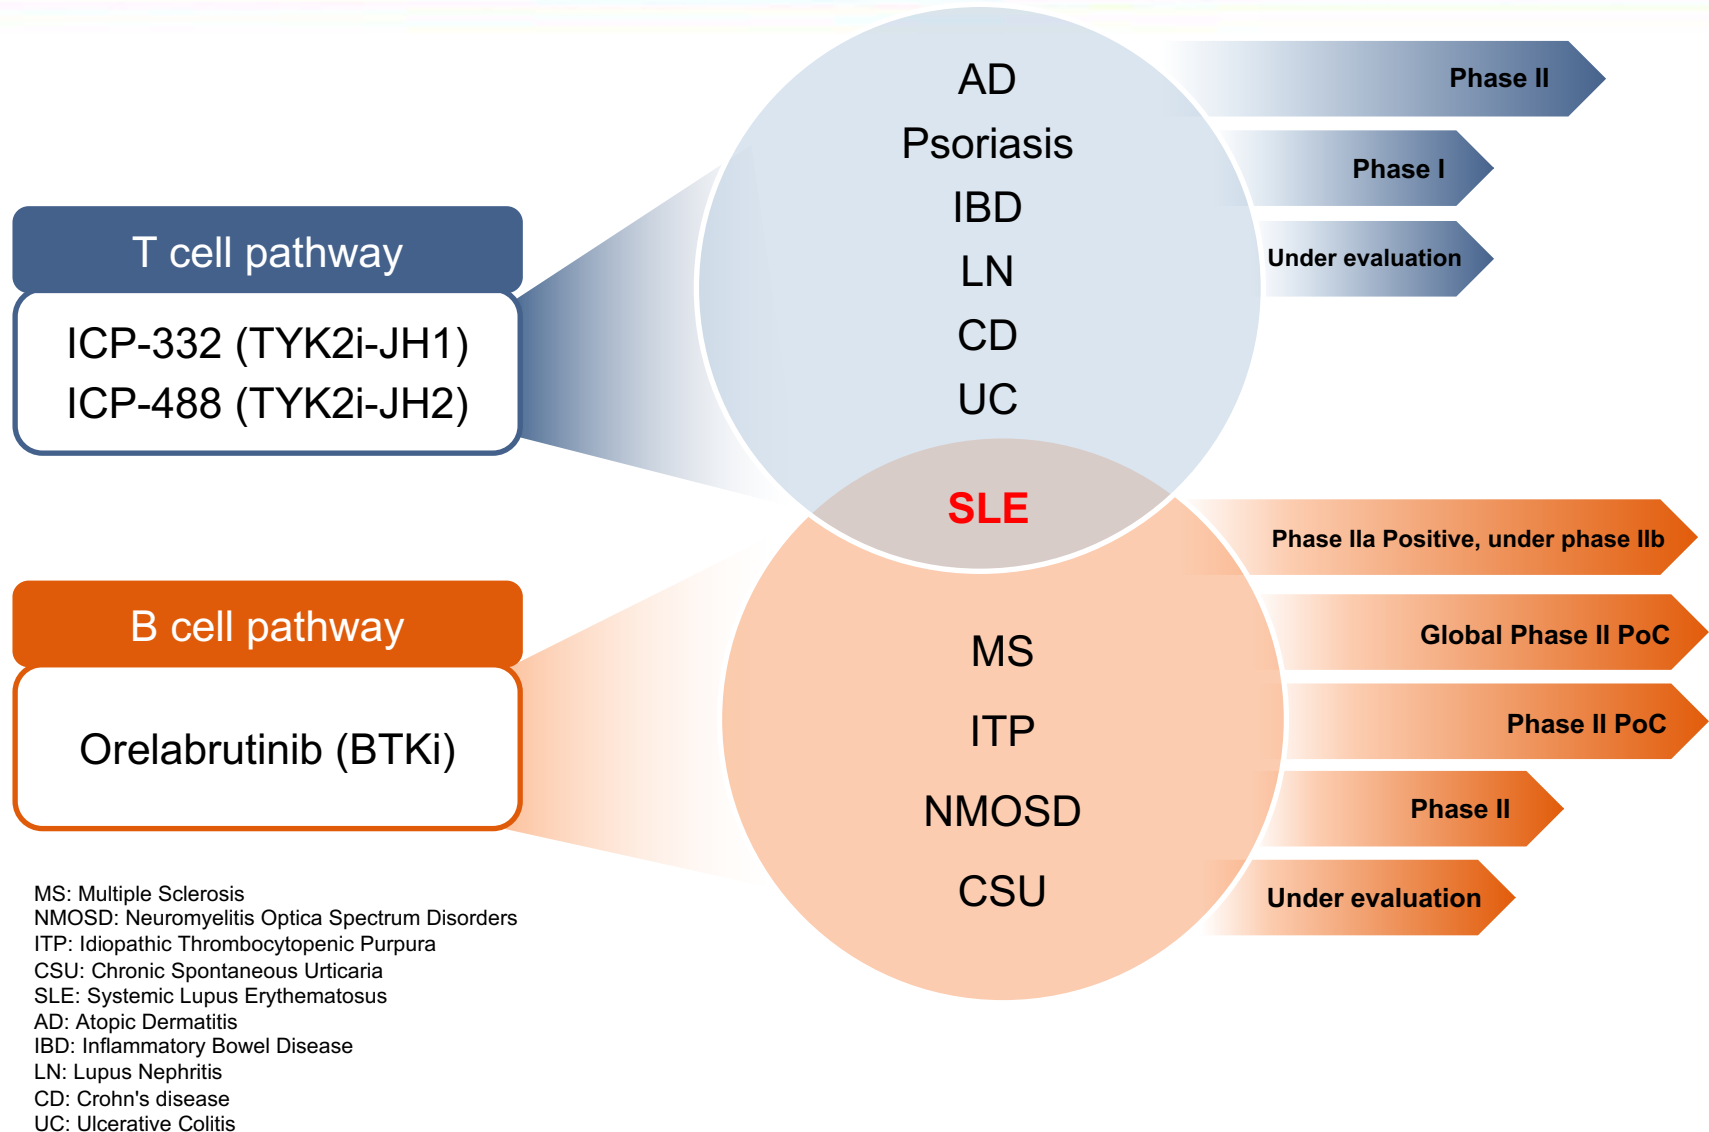 T cell pathway
ICP-332 (TYK2i-JH1)
ICP-488 (TYK2i-JH2)
B cell pathway
Orelabrutinib (BTKi)
AD
Psoriasis
IBD
LN
CD
UC
SLE
MS
ITP
NMOSD
CSU
Phase II
Phase I
Under evaluation
Phase IIa Positive, under phase IIb
Global Phase II PoC
Phase II PoC
Phase II
Under evaluation
MS: Multiple Sclerosis
NMOSD: Neuromyelitis Optica Spectrum Disorders
ITP: Idiopathic Thrombocytopenic Purpura
CSU: Chronic Spontaneous Urticaria
SLE: Systemic Lupus Erythematosus
AD: Atopic Dermatitis
IBD: Inflammatory Bowel Disease
LN: Lupus Nephritis
CD: Crohn's disease
UC: Ulcerative Colitis